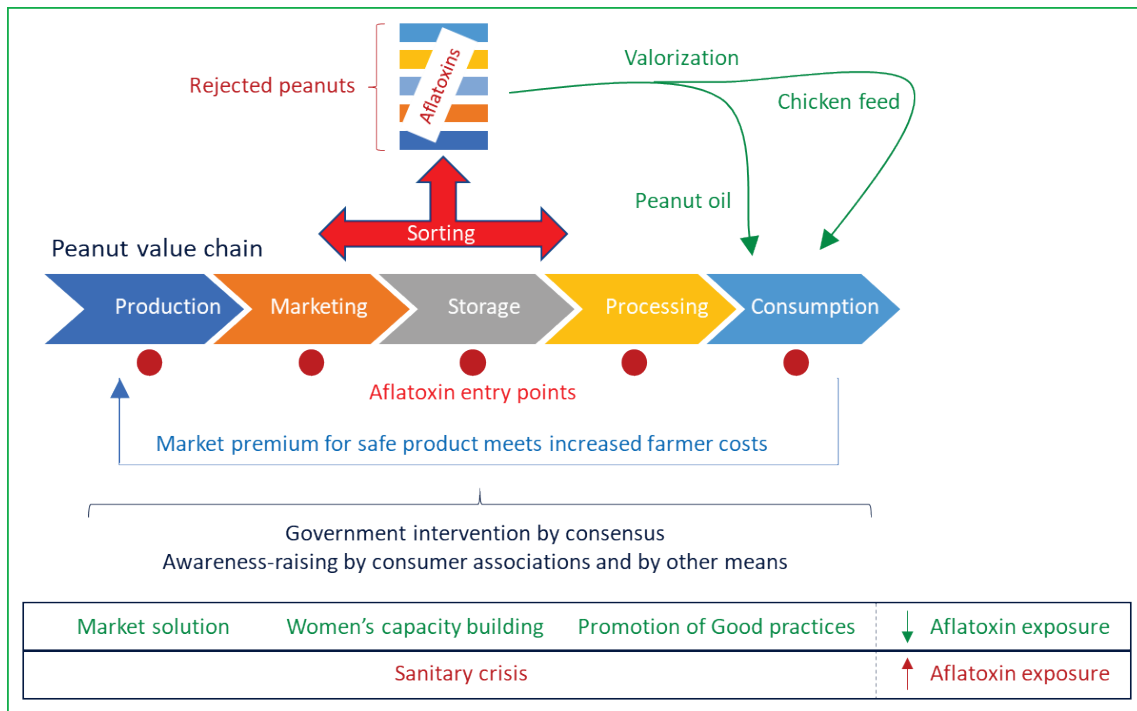 Aflatoxins
Rejected peanuts
Valorization
Chicken feed
Peanut oil
Sorting
Peanut value chain
Production
Marketing
Storage
Processing
Consumption
Aflatoxin entry points
Market premium for safe product meets increased farmer costs
Government intervention by consensus
Awareness-raising by consumer associations and by other means
Market solution
Women’s capacity building
Promotion of Good practices
Aflatoxin exposure
Sanitary crisis
Aflatoxin exposure